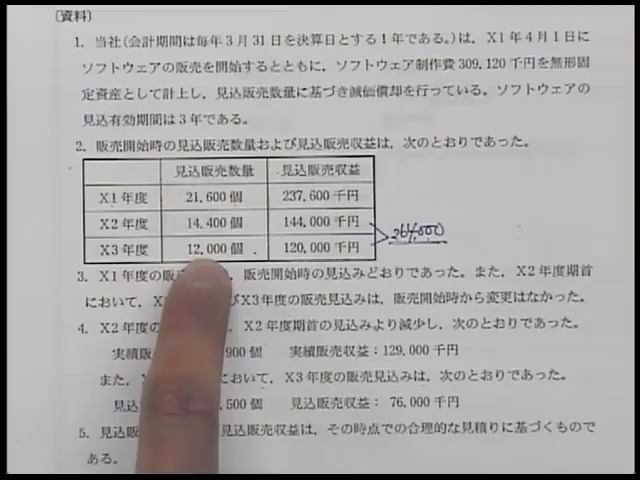 〔資料〕
1. 当社(会計期間は毎年3月31日を決算日とする1年である。)は, X1年4月1日に
ソフトウェアの販売を開始するとともに, ソフトウェア制作費309,120千円を無形固
定資産として計上し, 見込販売数量に基づき減価償却を行っている。ソフトウェアの
見込有効期間は3年である。
2. 販売開始時の見込販売数量および見込販売収益は, 次のとおりであった。
見込販売数量 見込販売収益
X1年度 21,600個 237,600千円
X2年度 14,400個 144,000千円
X3年度 12,000個 120,000千円
264,000
3. X1年度の販 販売開始時の見込みどおりであった。また, X2年度期首
において, X X3年度の販売見込みは, 販売開始時から変更はなかった。
4. X2年度の X2年度期首の見込みより減少し, 次のとおりであった。
実績販 900個 実績販売収益:129,000千円
また, において, X3年度の販売見込みは, 次のとおりであった。
見込 500個 見込販売収益: 76,000千円
5. 見込販 見込販売収益は, その時点での合理的な見積りに基づくもので
ある。